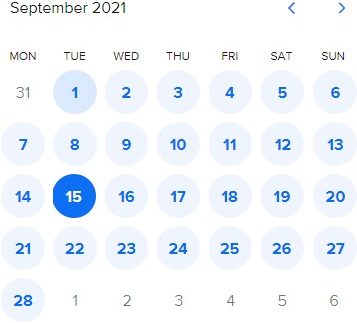 September 2021
MON TUE WED THU FRI SAT SUN
31 1 2 3 4 5 6
7 8 9 10 11 12 13
14 15 16 17 18 19 20
21 22 23 24 25 26 27
28 1 2 3 4 5 6